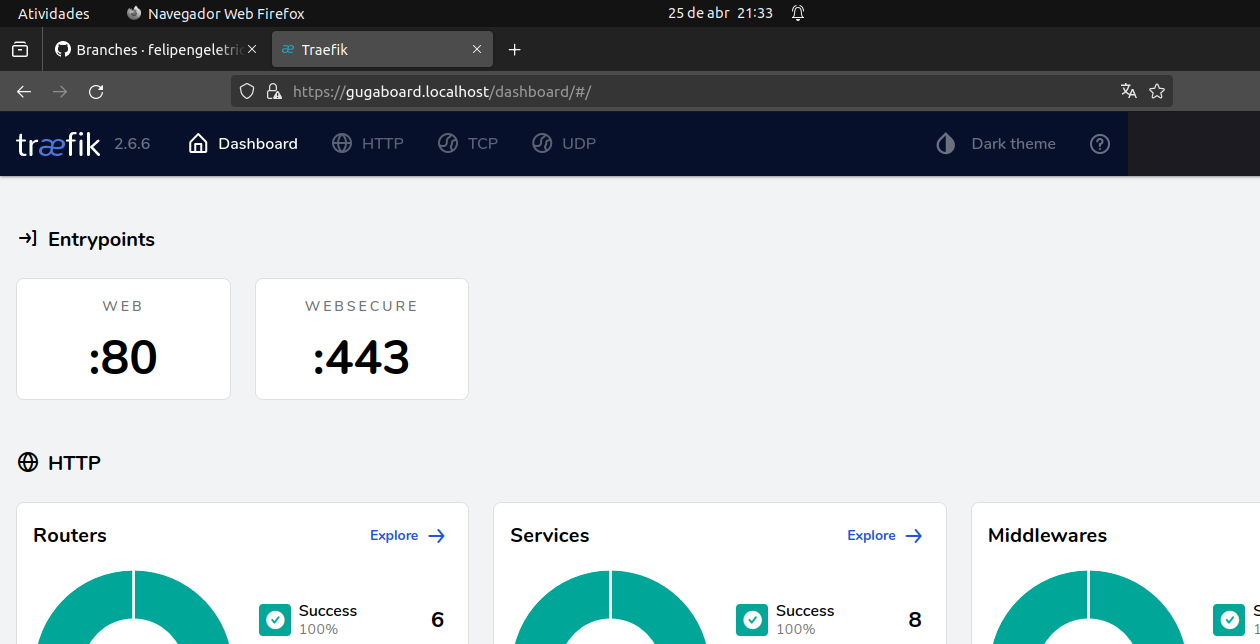 Atividades Navegador Web Firefox 25 de abr 21:33
Branches · felipengeletric Traefik
https://gugaboard.localhost/dashboard/#/
træfik 2.6.6 Dashboard HTTP TCP UDP Dark theme
Entrypoints
WEB WEBSECURE
:80 :443
HTTP
Routers Explore Services Explore Middlewares
Success 6 Success 8
100% 100%